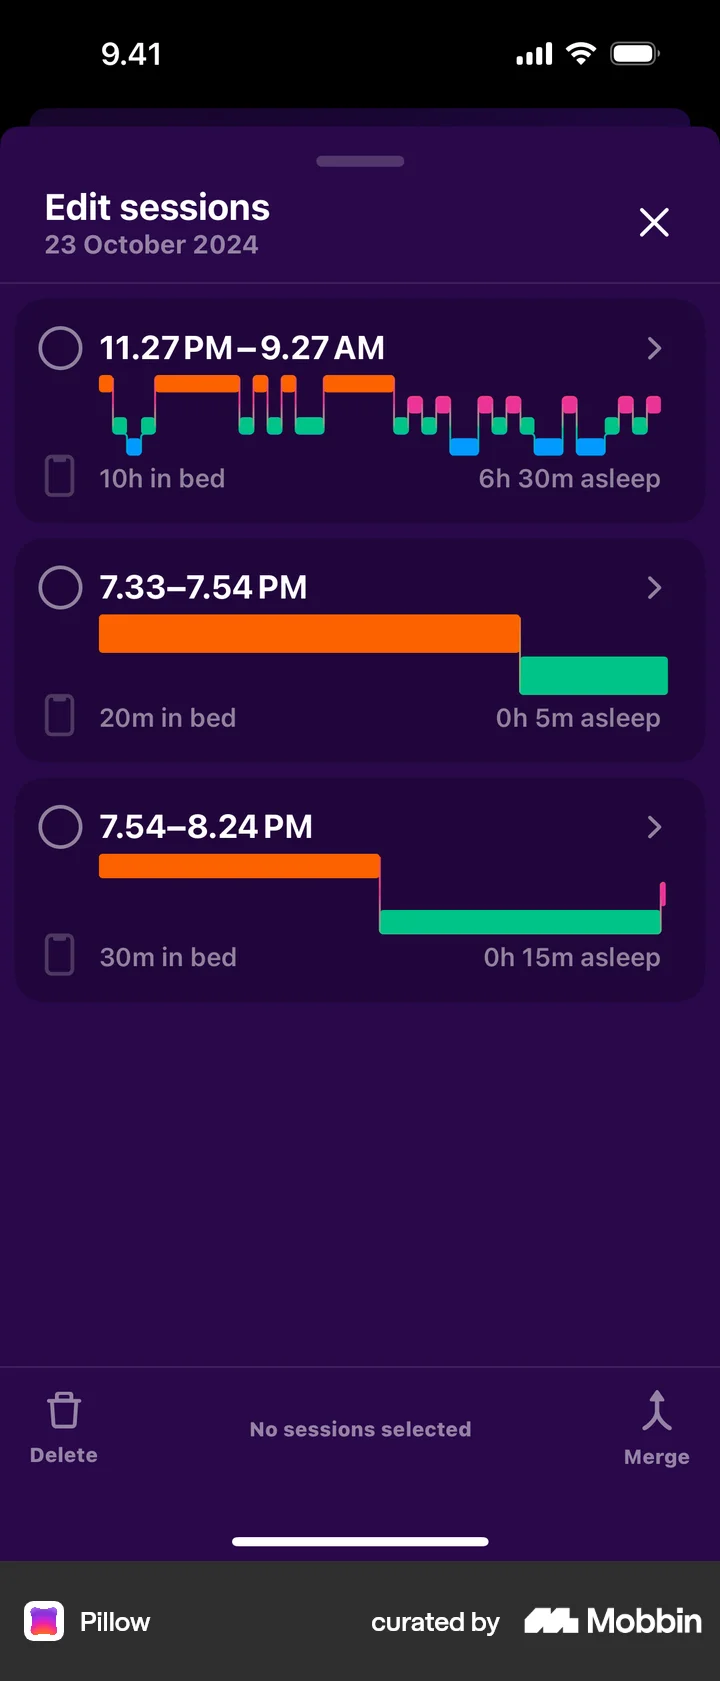 9.41
Edit sessions
23 October 2024
11.27 PM – 9.27 AM
10h in bed
6h 30m asleep
7.33–7.54 PM
20m in bed
0h 5m asleep
7.54–8.24 PM
30m in bed
0h 15m asleep
Delete
No sessions selected
Merge
Pillow
curated by
Mobbin